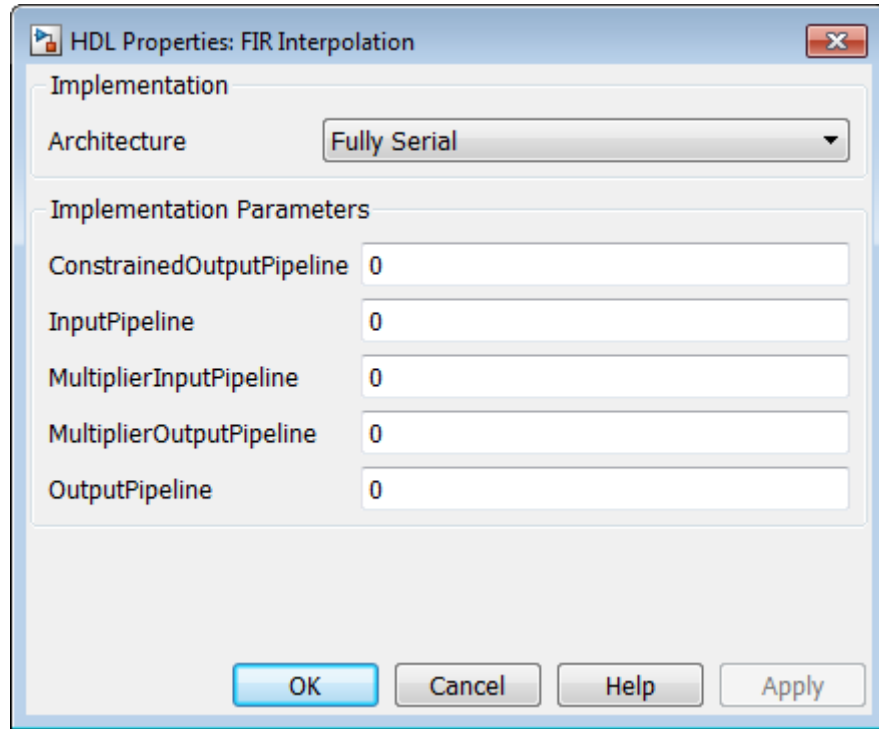 HDL Properties: FIR Interpolation
Implementation
Architecture Fully Serial
Implementation Parameters
ConstrainedOutputPipeline 0
InputPipeline 0
MultiplierInputPipeline 0
MultiplierOutputPipeline 0
OutputPipeline 0
OK Cancel Help Apply